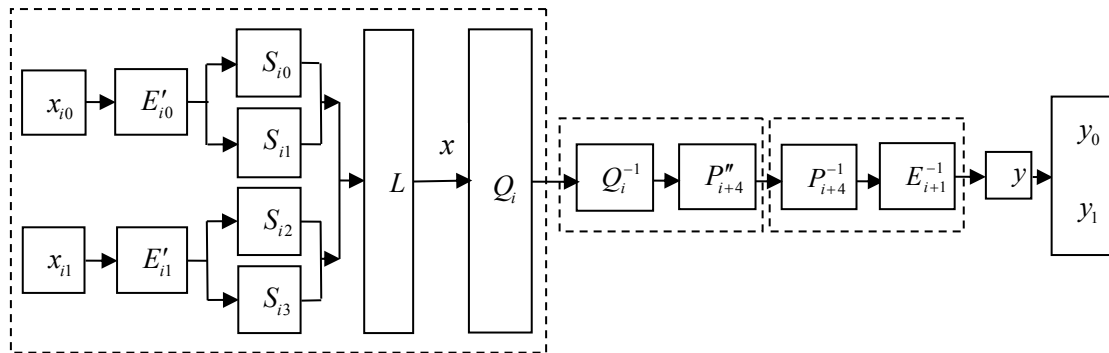 x_{i0}
E'_{i0}
S_{i0}
S_{i1}
x_{i1}
E'_{i1}
S_{i2}
S_{i3}
L
x
Q_i
Q_i^{-1}
P''_{i+4}
P_{i+4}^{-1}
E_{i+1}^{-1}
y
y_0
y_1